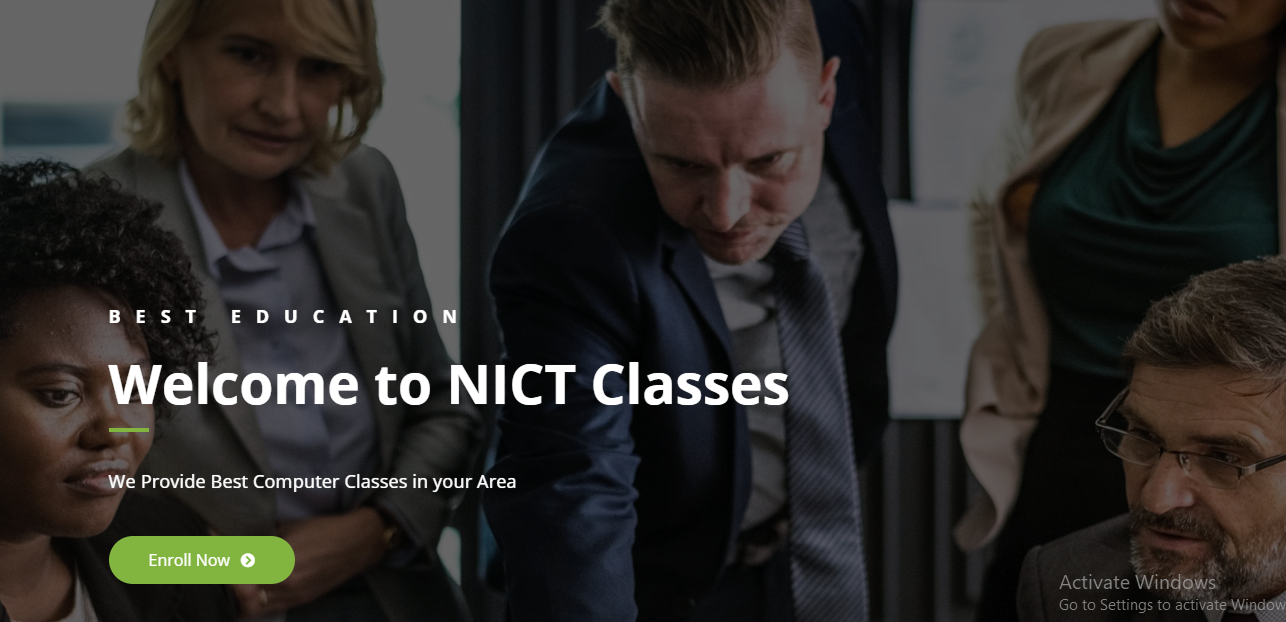 BEST EDUCATION
Welcome to NICT Classes
We Provide Best Computer Classes in your Area
Enroll Now
Activate Windows
Go to Settings to activate Window